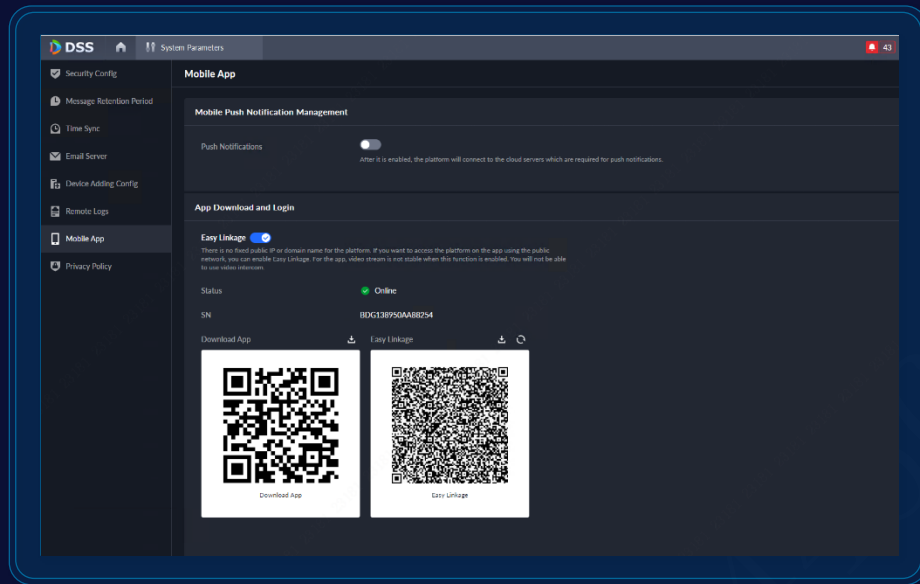 DSS
System Parameters
43
Security Config
Message Retention Period
Time Sync
Email Server
Device Adding Config
Remote Logs
Mobile App
Privacy Policy
Mobile App
Mobile Push Notification Management
Push Notifications
After it is enabled, the platform will connect to the cloud servers which are required for push notifications.
App Download and Login
Easy Linkage
There is no fixed public IP or domain name for the platform. If you want to access the platform on the app using the public
network, you can enable Easy Linkage. For the app, video stream is not stable when this function is enabled. You will not be able
to use video intercom.
Status
Online
SN
BDG138950AA88254
Download App
Easy Linkage
Download App
Easy Linkage